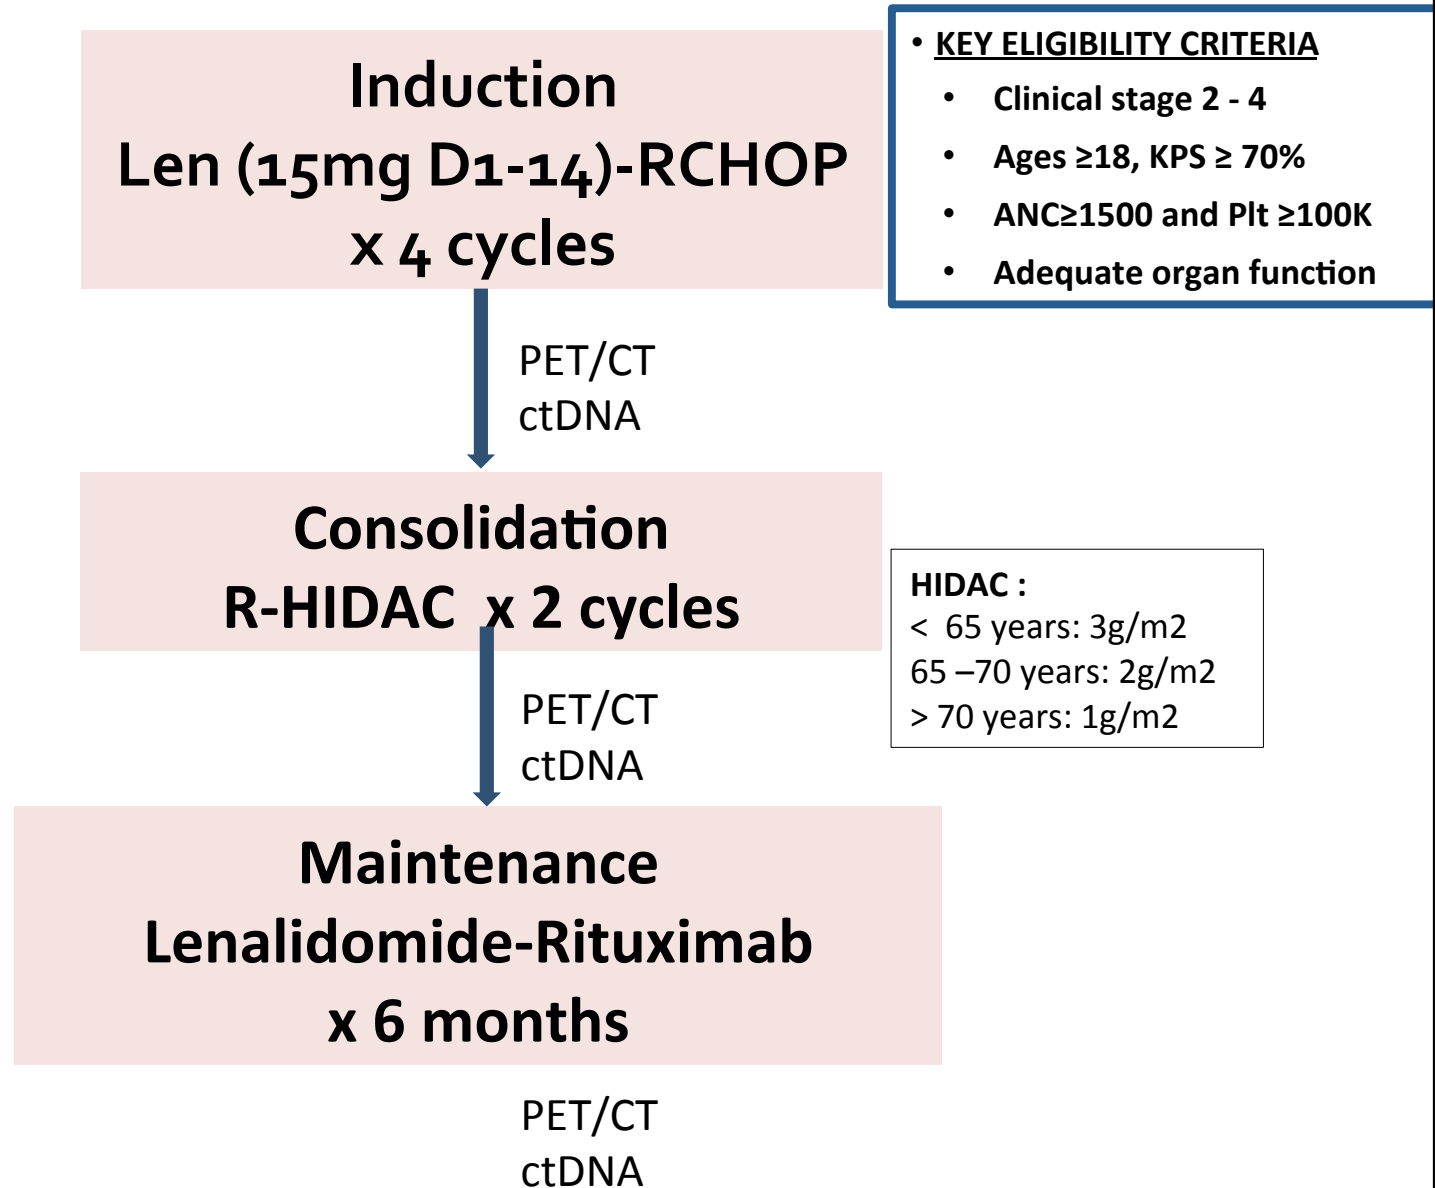 Induction
Len (15mg D1-14)-RCHOP
x 4 cycles
• KEY ELIGIBILITY CRITERIA
• Clinical stage 2 - 4
• Ages ≥18, KPS ≥ 70%
• ANC≥1500 and Plt ≥100K
• Adequate organ function
PET/CT
ctDNA
Consolidation
R-HIDAC x 2 cycles
HIDAC :
< 65 years: 3g/m2
65 –70 years: 2g/m2
> 70 years: 1g/m2
PET/CT
ctDNA
Maintenance
Lenalidomide-Rituximab
x 6 months
PET/CT
ctDNA